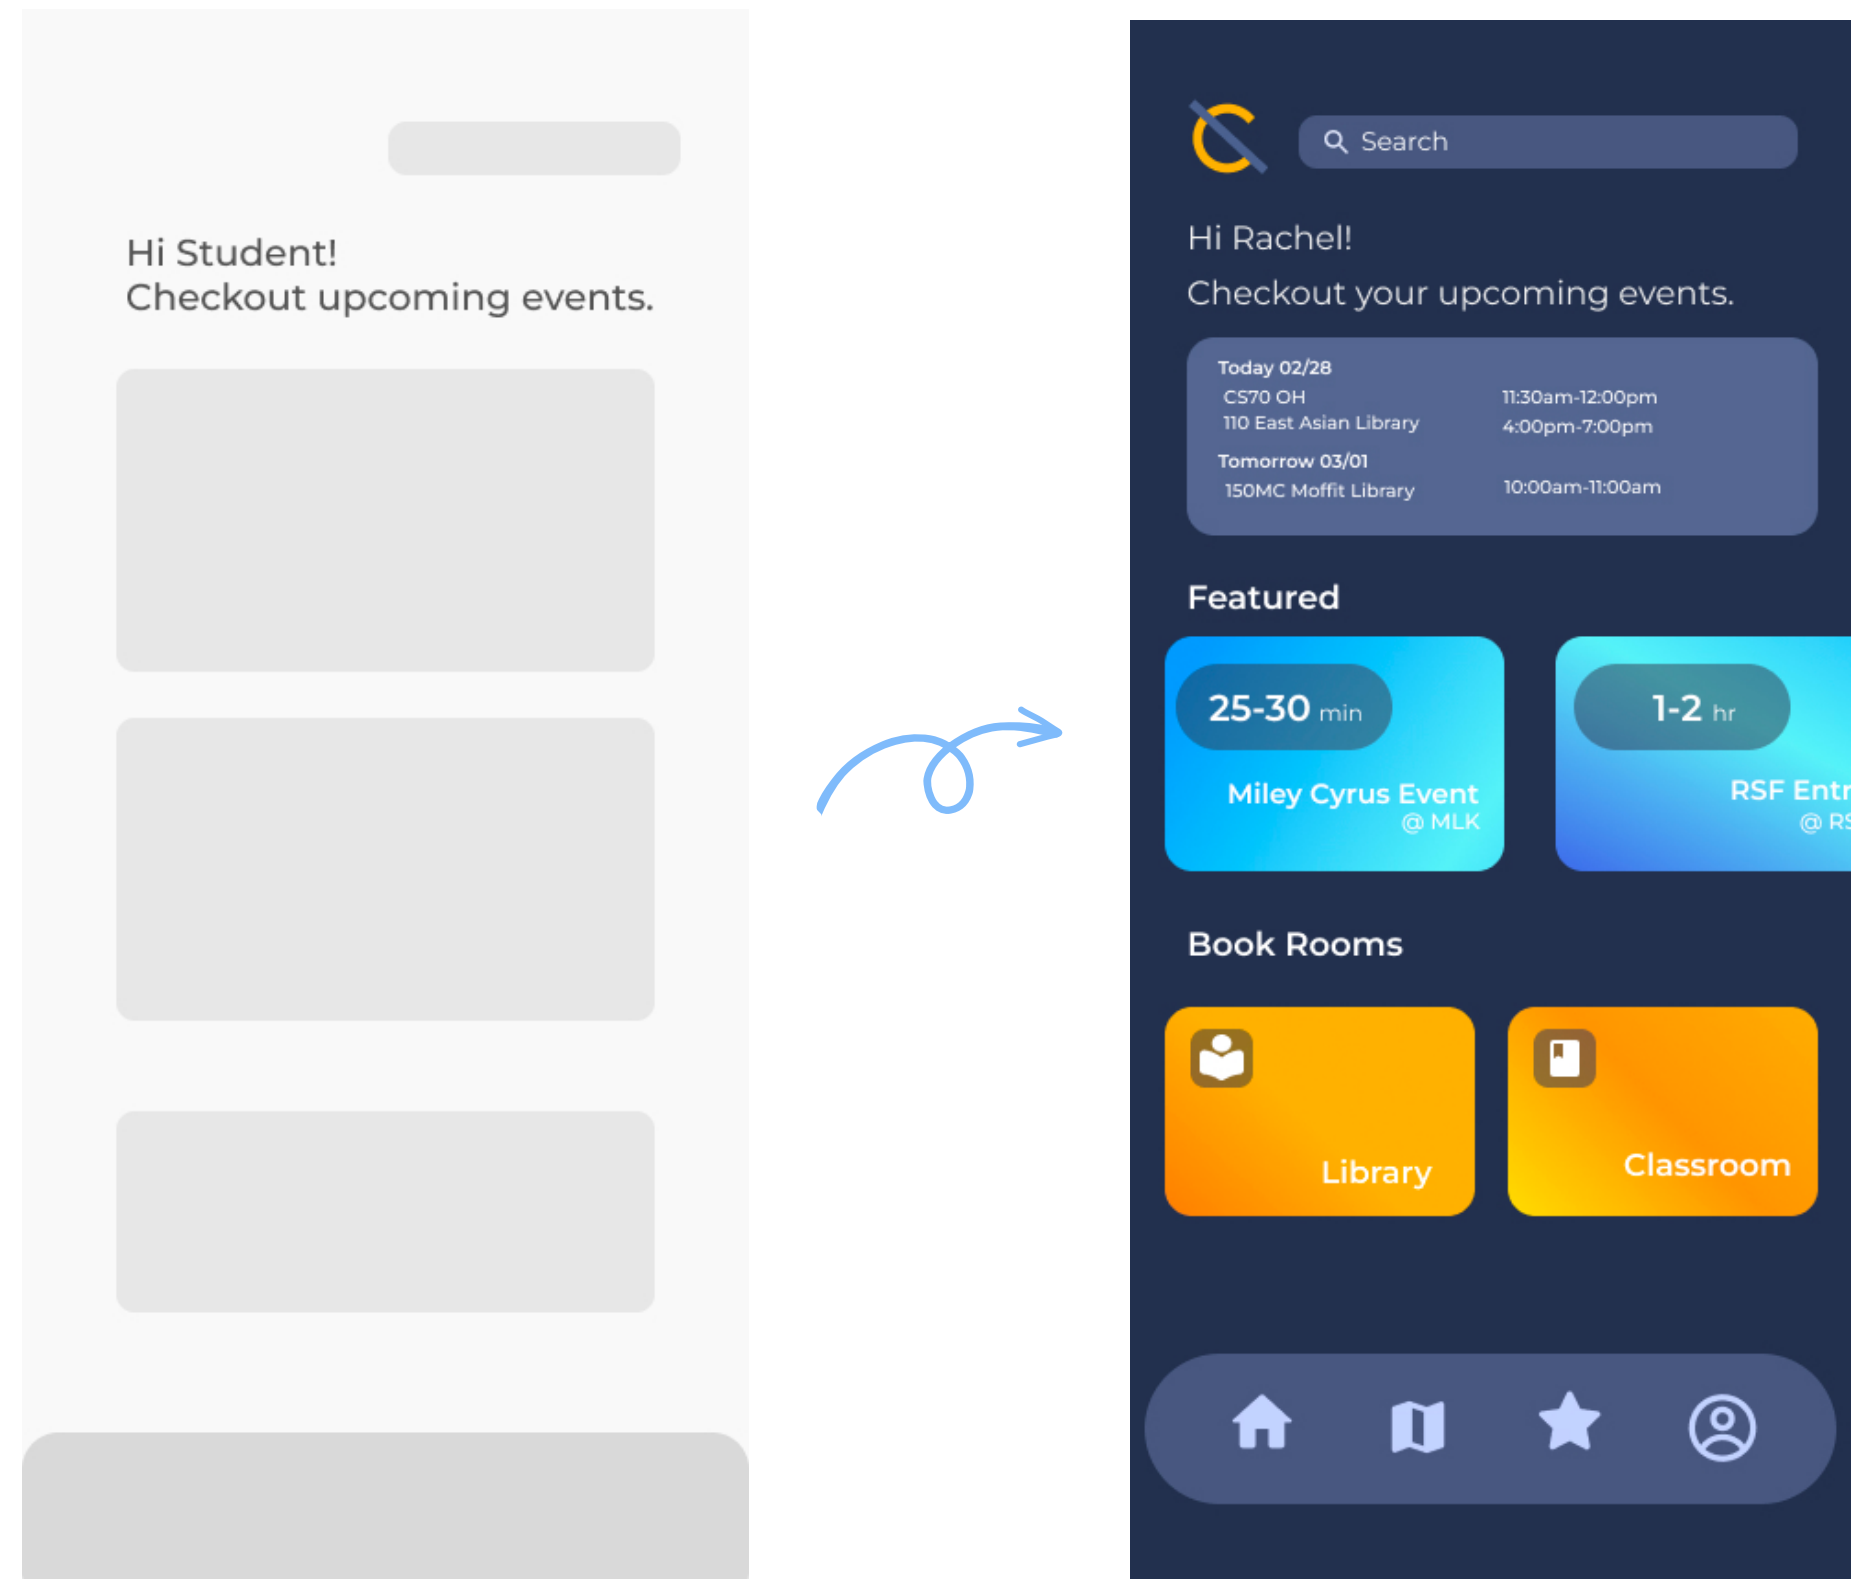 Hi Student!
Checkout upcoming events.
Search
Hi Rachel!
Checkout your upcoming events.
Today 02/28
CS70 OH 11:30am-12:00pm
110 East Asian Library 4:00pm-7:00pm
Tomorrow 03/01
150MC Moffit Library 10:00am-11:00am
Featured
25-30 min
Miley Cyrus Event
@ MLK
1-2 hr
RSF
@
Book Rooms
Library
Classroom